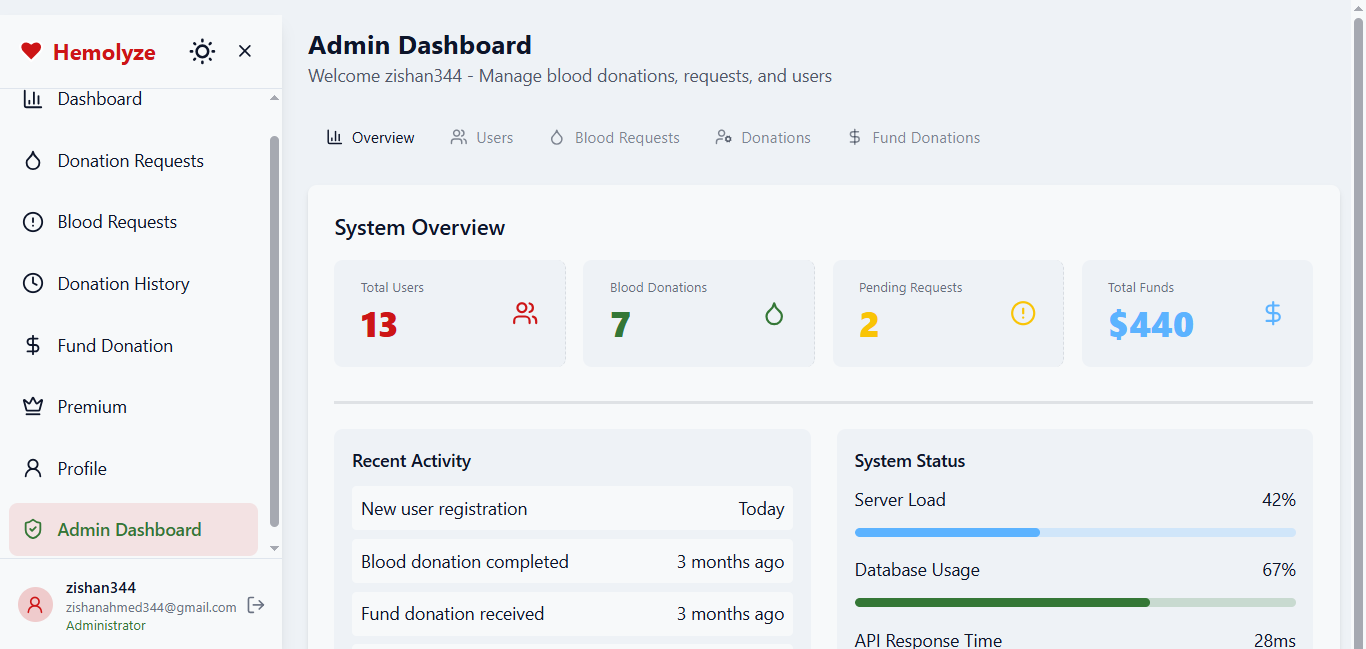 Hemolyze
Dashboard
Donation Requests
Blood Requests
Donation History
Fund Donation
Premium
Profile
Admin Dashboard
zishan344
zishanahmed344@gmail.com
Administrator
Admin Dashboard
Welcome zishan344 - Manage blood donations, requests, and users
Overview Users Blood Requests Donations Fund Donations
System Overview
Total Users
13
Blood Donations
7
Pending Requests
2
Total Funds
$440
Recent Activity
New user registration Today
Blood donation completed 3 months ago
Fund donation received 3 months ago
System Status
Server Load 42%
Database Usage 67%
API Response Time 28ms